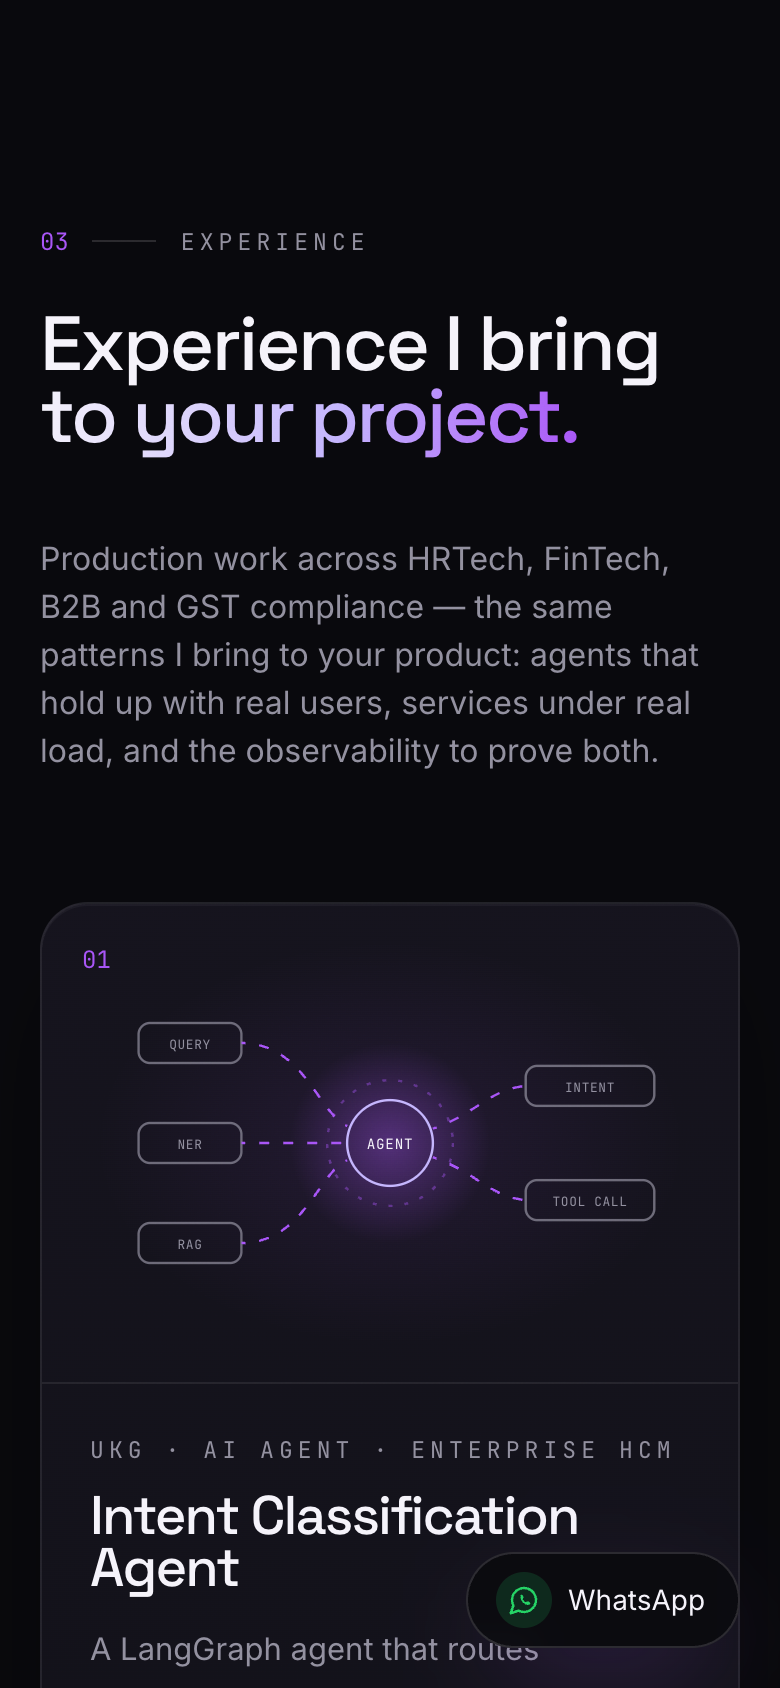 03 EXPERIENCE
Experience I bring
to your project.
Production work across HRTech, FinTech,
B2B and GST compliance — the same
patterns I bring to your product: agents that
hold up with real users, services under real
load, and the observability to prove both.
01
QUERY
NER
RAG
AGENT
INTENT
TOOL CALL
UKG · AI AGENT · ENTERPRISE HCM
Intent Classification
Agent
WhatsApp
A LangGraph agent that routes